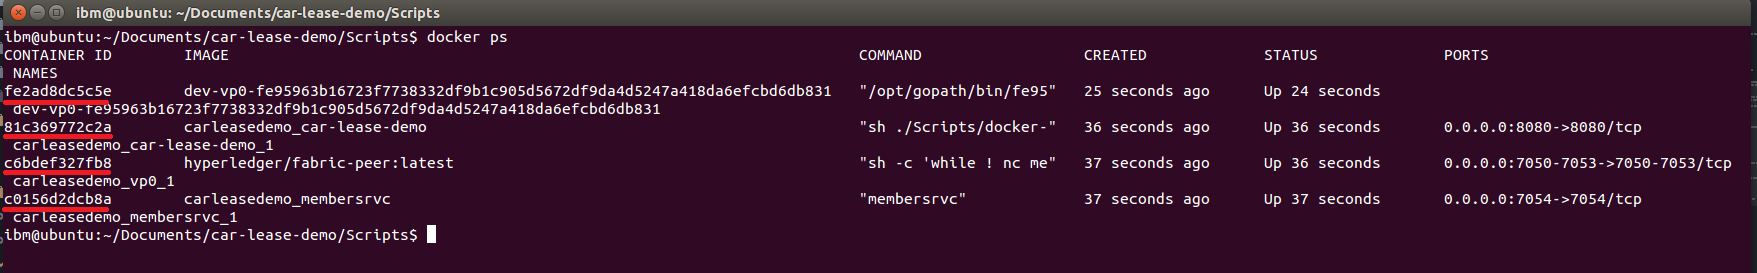 ibm@ubuntu: ~/Documents/car-lease-demo/Scripts
ibm@ubuntu:~/Documents/car-lease-demo/Scripts$ docker ps
CONTAINER ID        IMAGE                                                                      COMMAND                  CREATED             STATUS              PORTS
 NAMES
fe2ad8dc5c5e        dev-vp0-fe95963b16723f7738332df9b1c905d5672df9da4d5247a418da6efcbd6db831   "/opt/gopath/bin/fe95"   25 seconds ago      Up 24 seconds
 dev-vp0-fe95963b16723f7738332df9b1c905d5672df9da4d5247a418da6efcbd6db831
81c369772c2a        carleasedemo_car-lease-demo                                                "sh ./Scripts/docker-"   36 seconds ago      Up 36 seconds       0.0.0.0:8080->8080/tcp
 carleasedemo_car-lease-demo_1
c6bdef327fb8        hyperledger/fabric-peer:latest                                             "sh -c 'while ! nc me"   37 seconds ago      Up 36 seconds       0.0.0.0:7050-7053->7050-7053/tcp
 carleasedemo_vp0_1
c0156d2dcb8a        carleasedemo_membersrvc                                                    "membersrvc"             37 seconds ago      Up 37 seconds       0.0.0.0:7054->7054/tcp
 carleasedemo_membersrvc_1
ibm@ubuntu:~/Documents/car-lease-demo/Scripts$